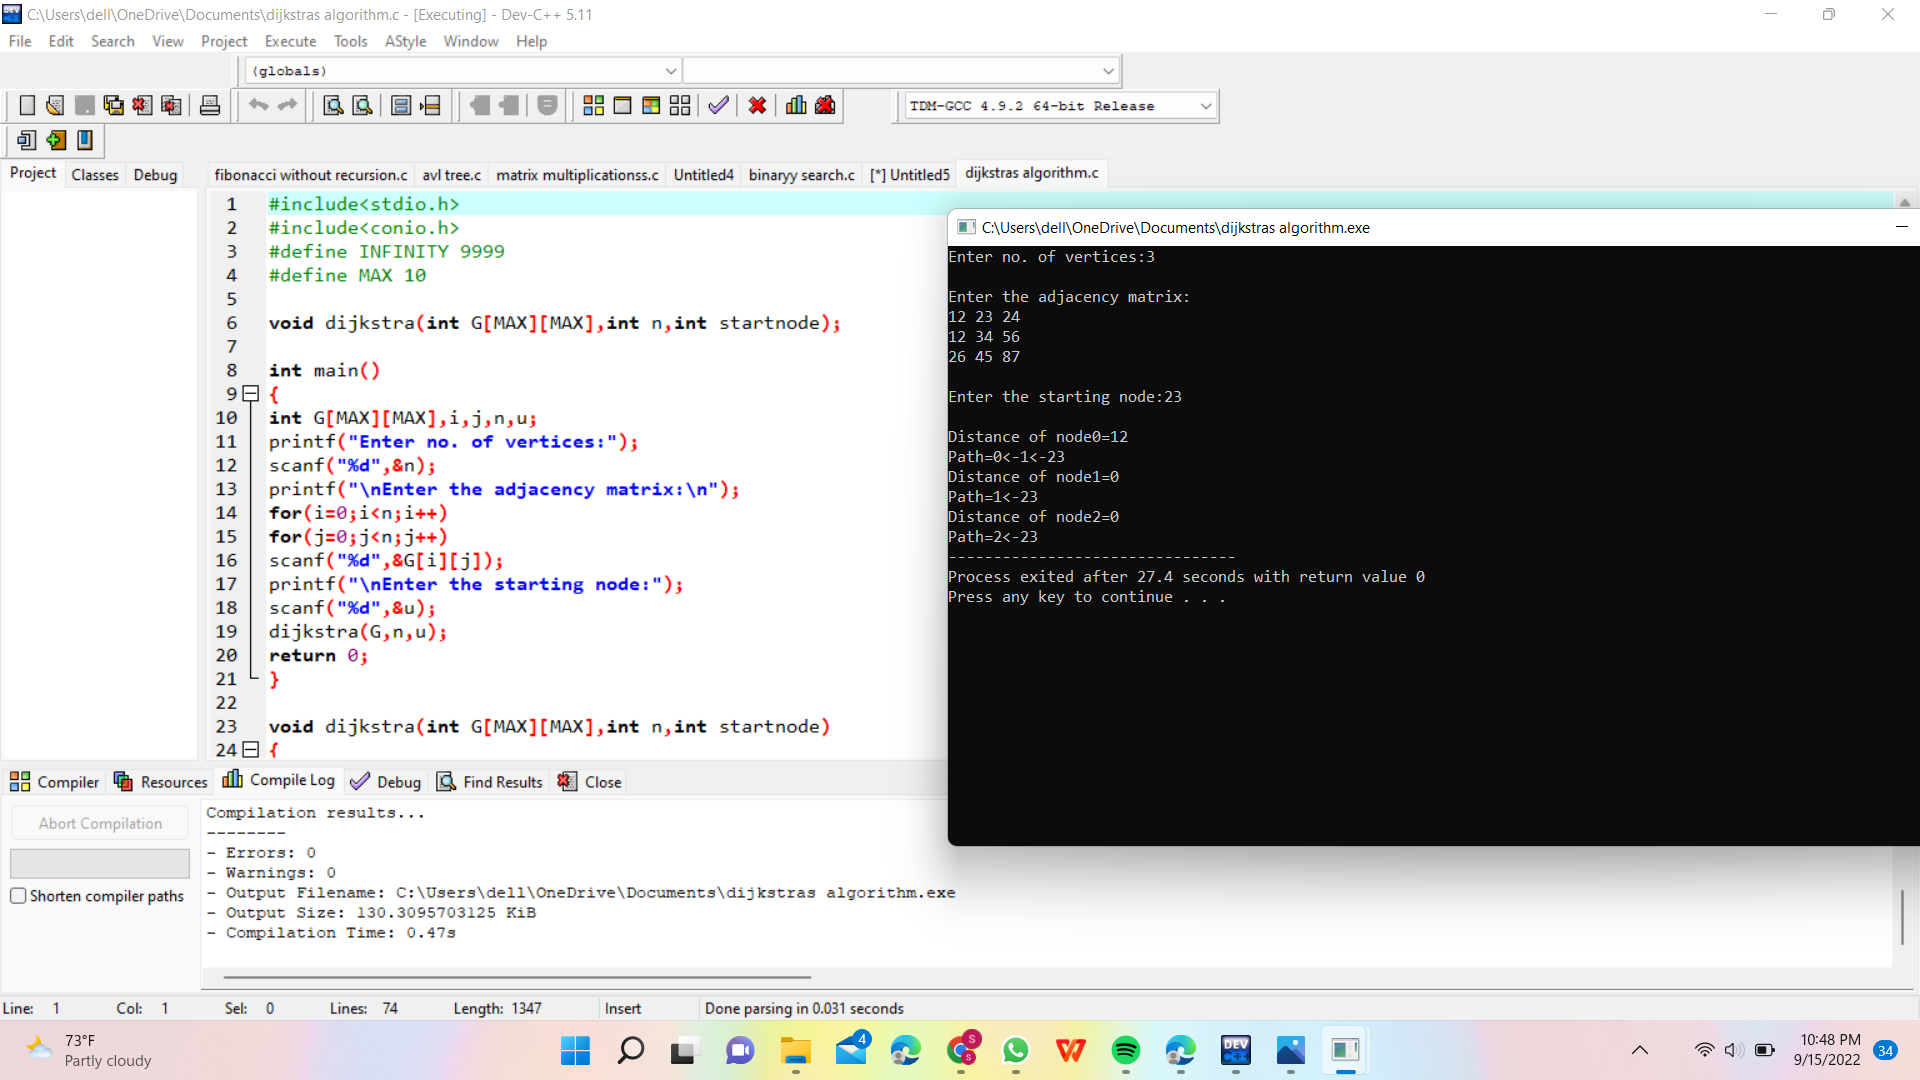 C:\Users\dell\OneDrive\Documents\dijkstras algorithm.c - [Executing] - Dev-C++ 5.11
File Edit Search View Project Execute Tools AStyle Window Help
(globals)
TDM-GCC 4.9.2 64-bit Release
Project Classes Debug
fibonacci without recursion.c avl tree.c matrix multiplicationss.c Untitled4 binaryy search.c [*] Untitled5 dijkstras algorithm.c
1 #include<stdio.h>
2 #include<conio.h>
3 #define INFINITY 9999
4 #define MAX 10
5
6 void dijkstra(int G[MAX][MAX],int n,int startnode);
7
8 int main()
9 {
10 int G[MAX][MAX],i,j,n,u;
11 printf("Enter no. of vertices:");
12 scanf("%d",&n);
13 printf("\nEnter the adjacency matrix:\n");
14 for(i=0;i<n;i++)
15 for(j=0;j<n;j++)
16 scanf("%d",&G[i][j]);
17 printf("\nEnter the starting node:");
18 scanf("%d",&u);
19 dijkstra(G,n,u);
20 return 0;
21 }
22
23 void dijkstra(int G[MAX][MAX],int n,int startnode)
24 {
C:\Users\dell\OneDrive\Documents\dijkstras algorithm.exe
Enter no. of vertices:3
Enter the adjacency matrix:
12 23 24
12 34 56
26 45 87
Enter the starting node:23
Distance of node0=12
Path=0<-1<-23
Distance of node1=0
Path=1<-23
Distance of node2=0
Path=2<-23
--------------------------------
Process exited after 27.4 seconds with return value 0
Press any key to continue . . .
Compiler Resources Compile Log Debug Find Results Close
Abort Compilation
Shorten compiler paths
Compilation results...
--------
- Errors: 0
- Warnings: 0
- Output Filename: C:\Users\dell\OneDrive\Documents\dijkstras algorithm.exe
- Output Size: 130.3095703125 KiB
- Compilation Time: 0.47s
Line: 1 Col: 1 Sel: 0 Lines: 74 Length: 1347 Insert Done parsing in 0.031 seconds
73°F
Partly cloudy
4
S
S
DEV
C++
10:48 PM
9/15/2022
34